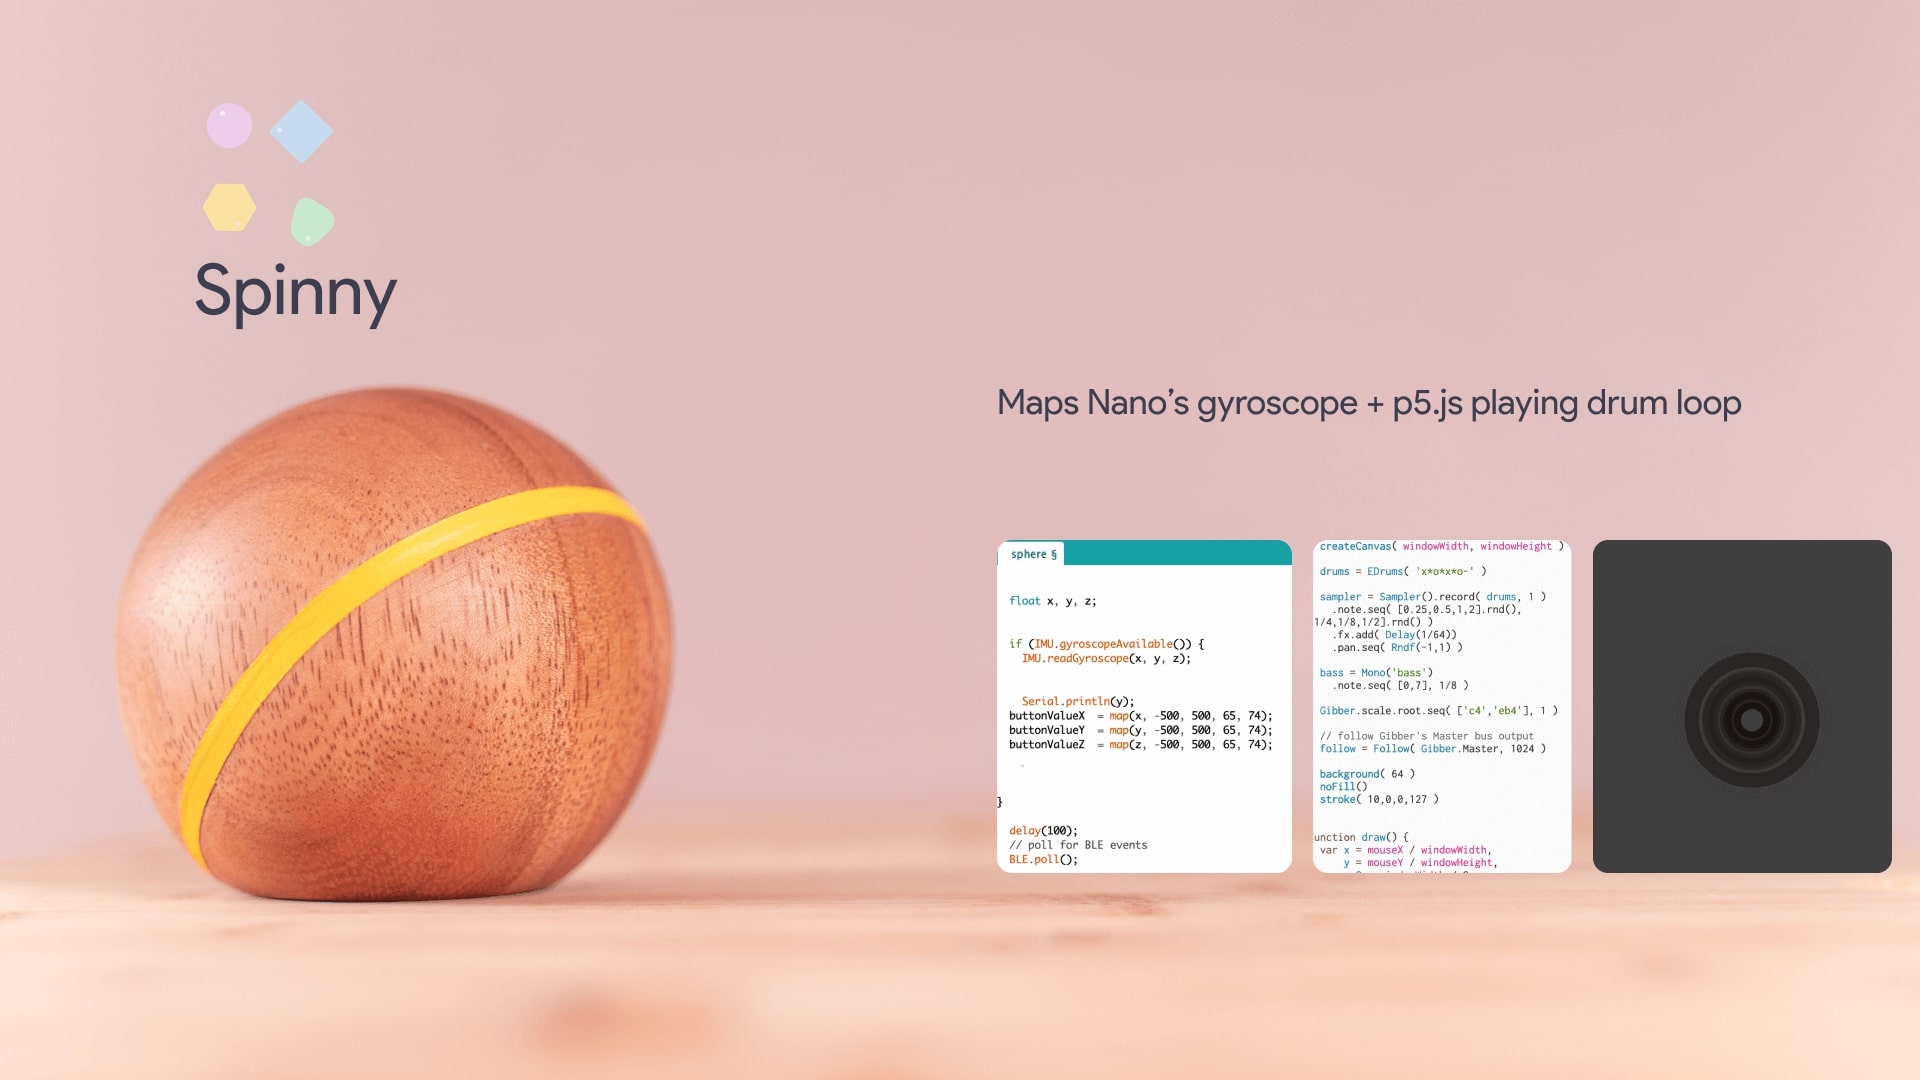 Spinny
Maps Nano’s gyroscope + p5.js playing drum loop
sphere §
float x, y, z;
if (IMU.gyroscopeAvailable()) {
IMU.readGyroscope(x, y, z);
Serial.println(y);
buttonValueX = map(x, -500, 500, 65, 74);
buttonValueY = map(y, -500, 500, 65, 74);
buttonValueZ = map(z, -500, 500, 65, 74);
}
delay(100);
// poll for BLE events
BLE.poll();
createCanvas( windowWidth, windowHeight )
drums = EDrums( 'x*o*x*o-' )
sampler = Sampler().record( drums, 1 )
.note.seq( [0.25,0.5,1,2].rnd(),
1/4,1/8,1/2].rnd() )
.fx.add( Delay(1/64))
.pan.seq( Rndf(-1,1) )
bass = Mono('bass')
.note.seq( [0,7], 1/8 )
Gibber.scale.root.seq( ['c4','eb4'], 1 )
// follow Gibber's Master bus output
follow = Follow( Gibber.Master, 1024 )
background( 64 )
noFill()
stroke( 10,0,0,127 )
unction draw() {
var x = mouseX / windowWidth,
y = mouseY / windowHeight,